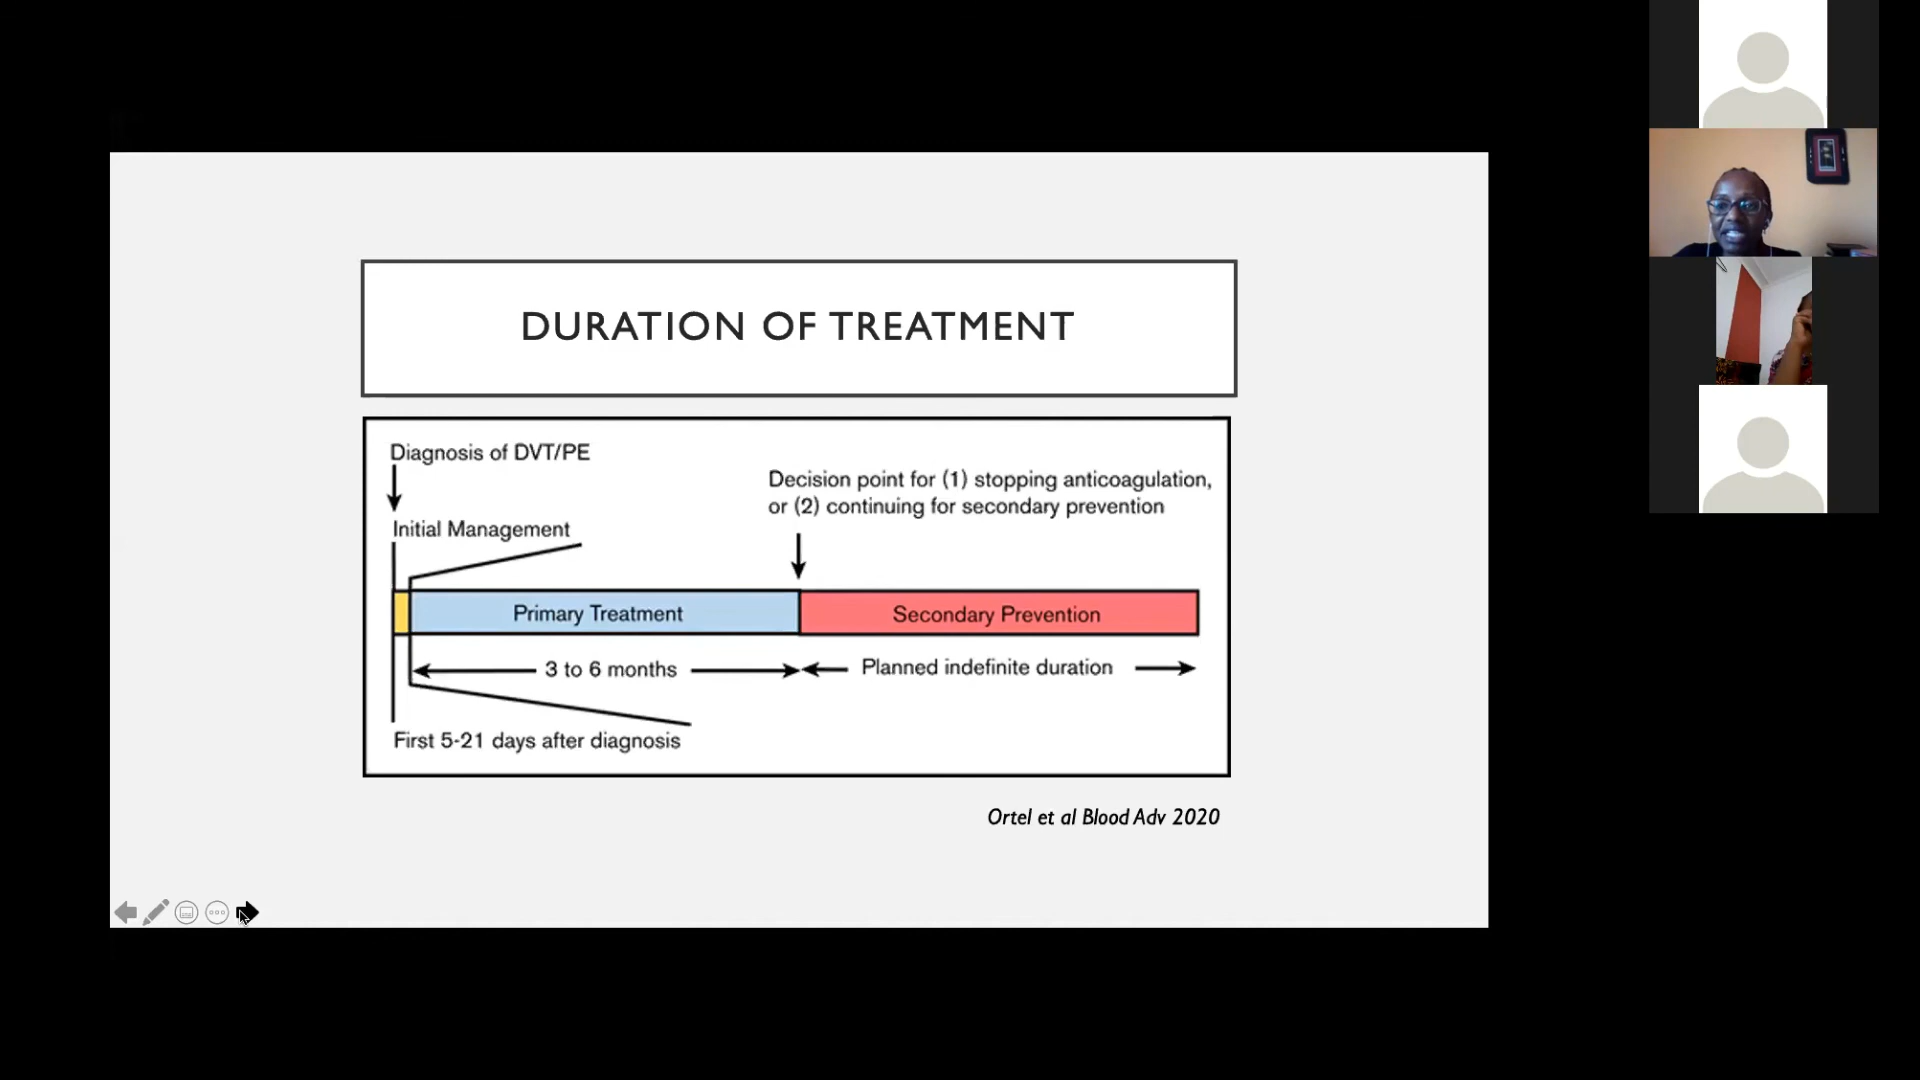 DURATION OF TREATMENT
Diagnosis of DVT/PE
Decision point for (1) stopping anticoagulation,
or (2) continuing for secondary prevention
Initial Management
Primary Treatment
Secondary Prevention
3 to 6 months
Planned indefinite duration
First 5-21 days after diagnosis
Ortel et al Blood Adv 2020